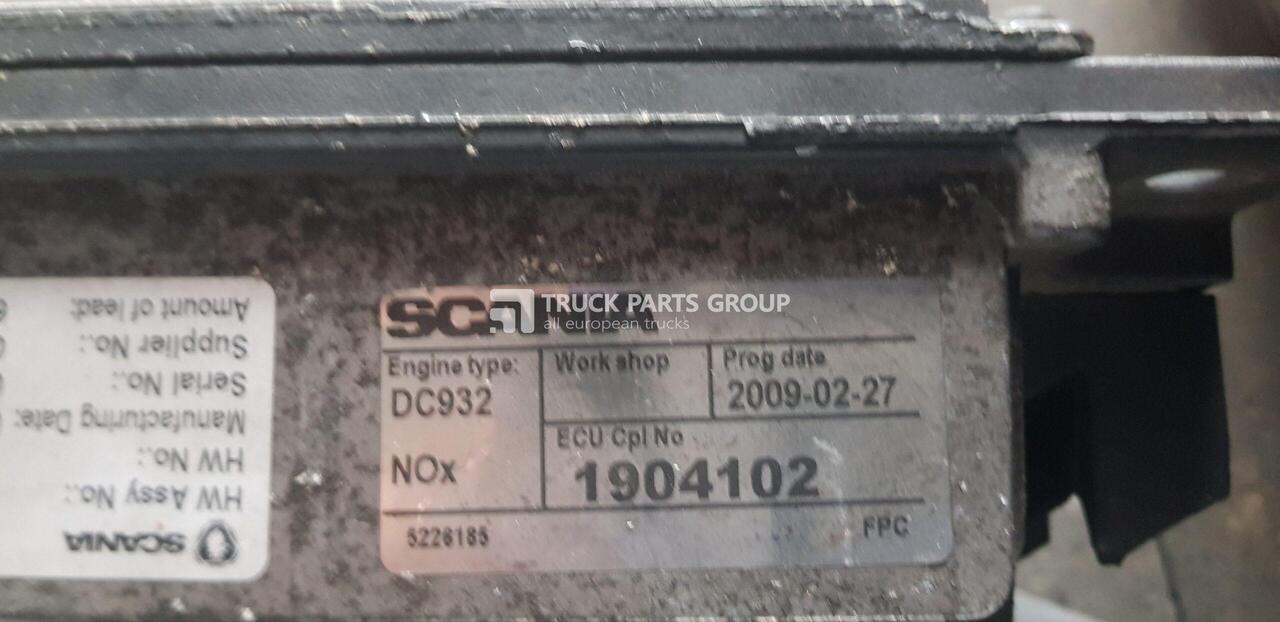 SCANIA
TRUCK PARTS GROUP
all european trucks
Engine type:
DC932
NOx
Work shop
Prog date
2009-02-27
ECU Cpl No
1904102
5226185
FPC
SCANIA
HW Assy No.:
HW No.:
Manufacturing Date:
Serial No.:
Supplier No.:
Amount of lead: